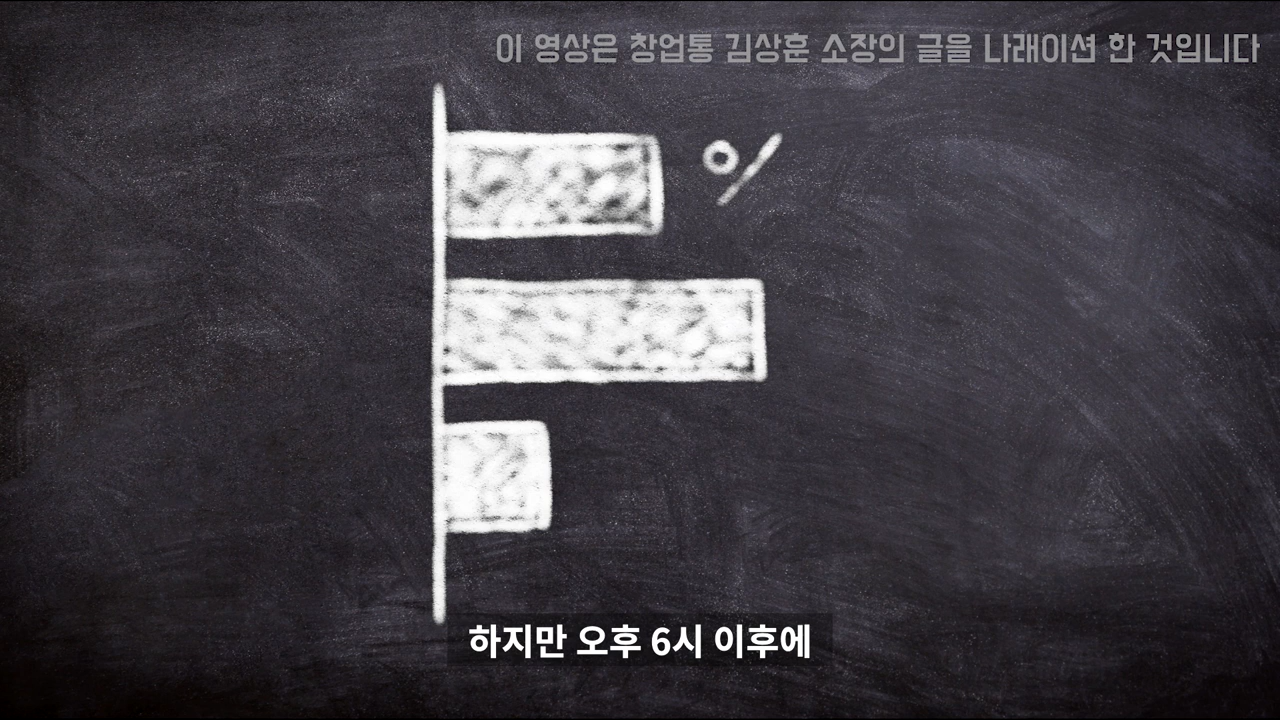 이 영상은 창업통 김상훈 소장의 글을 나래이션 한 것입니다
%
하지만 오후 6시 이후에